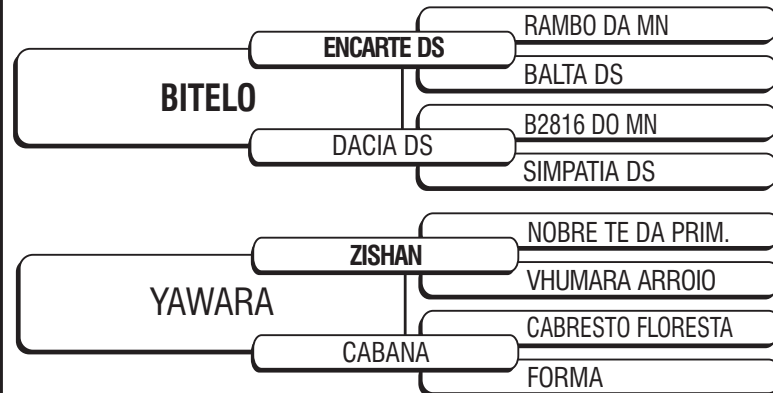 RAMBO DA MN
ENCARTE DS
BALTA DS
BITELO
B2816 DO MN
DACIA DS
SIMPATIA DS
NOBRE TE DA PRIM.
ZISHAN
VHUMARA ARROIO
YAWARA
CABRESTO FLORESTA
CABANA
FORMA